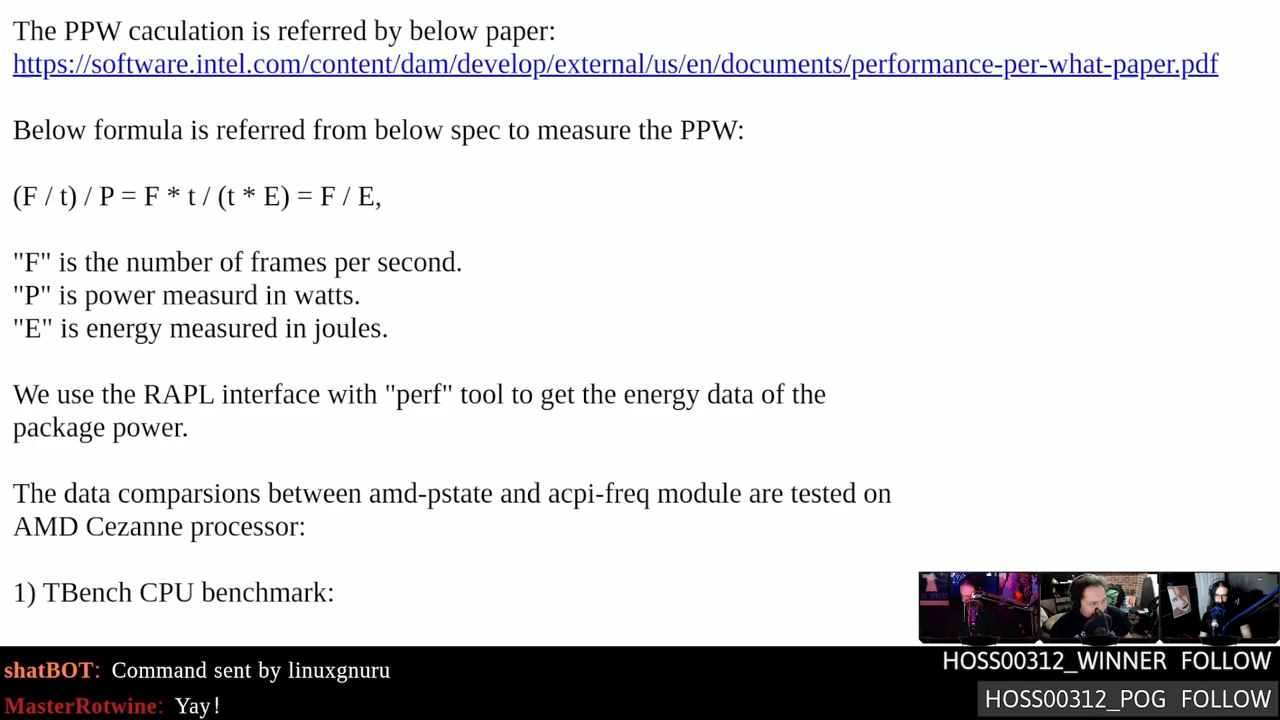 The PPW caculation is referred by below paper:
https://software.intel.com/content/dam/develop/external/us/en/documents/performance-per-what-paper.pdf
Below formula is referred from below spec to measure the PPW:
(F / t) / P = F * t / (t * E) = F / E,
"F" is the number of frames per second.
"P" is power measurd in watts.
"E" is energy measured in joules.
We use the RAPL interface with "perf" tool to get the energy data of the
package power.
The data comparsions between amd-pstate and acpi-freq module are tested on
AMD Cezanne processor:
1) TBench CPU benchmark:
shatBOT: Command sent by linuxgnuru
MasterRotwine: Yay!
HOSS00312_WINNER FOLLOW
HOSS00312_POG FOLLOW